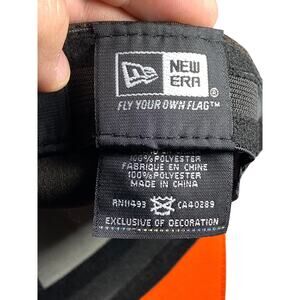 NEW
ERA®
FLY YOUR OWN FLAG™
100% POLYESTER
FABRIQUE EN CHINE
100% POLYESTER
MADE IN CHINA
RN11493 CA40289
EXCLUSIVE OF DECORATION